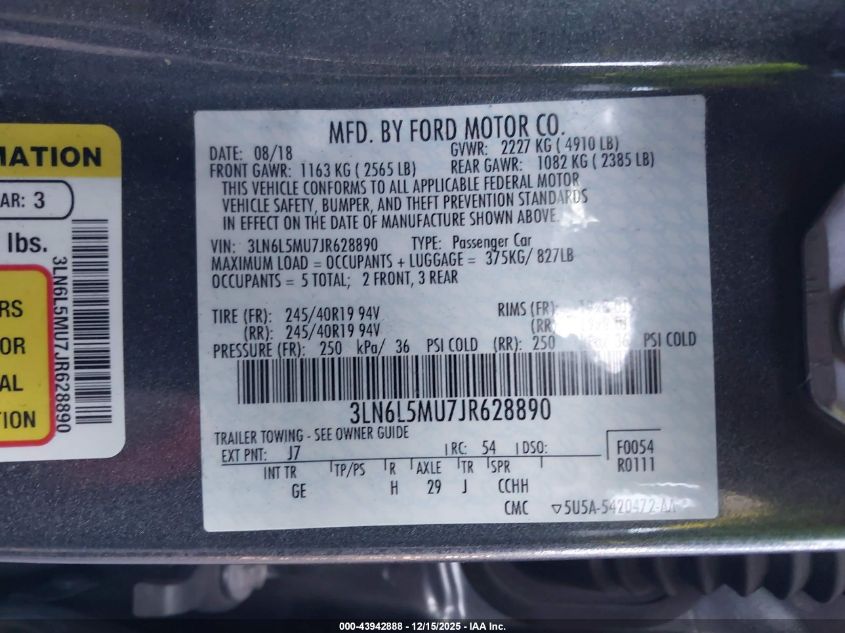 MATION
AR: 3
lbs.
3LN6L5MU7JR628890
RS
OR
AL
TION
MFD. BY FORD MOTOR CO.
DATE: 08/18 GVWR: 2227 KG ( 4910 LB)
FRONT GAWR: 1163 KG ( 2565 LB) REAR GAWR: 1082 KG ( 2385 LB)
THIS VEHICLE CONFORMS TO ALL APPLICABLE FEDERAL MOTOR
VEHICLE SAFETY, BUMPER, AND THEFT PREVENTION STANDARDS
IN EFFECT ON THE DATE OF MANUFACTURE SHOWN ABOVE.
VIN: 3LN6L5MU7JR628890 TYPE: Passenger Car
MAXIMUM LOAD = OCCUPANTS + LUGGAGE = 375KG/ 827LB
OCCUPANTS = 5 TOTAL; 2 FRONT, 3 REAR
TIRE (FR): 245/40R19 94V RIMS (FR):
(RR): 245/40R19 94V (RR):
PRESSURE (FR): 250 kPa/ 36 PSI COLD (RR): 250 kPa/ 36 PSI COLD
3LN6L5MU7JR628890
TRAILER TOWING - SEE OWNER GUIDE
EXT PNT: J7 RC: 54 DSO: F0054
INT TR TP/PS R AXLE TR SPR R0111
GE H 29 J CCHH
CMC ▽5U5A-5420472-AA
000-43942888 - 12/15/2025 - IAA Inc.